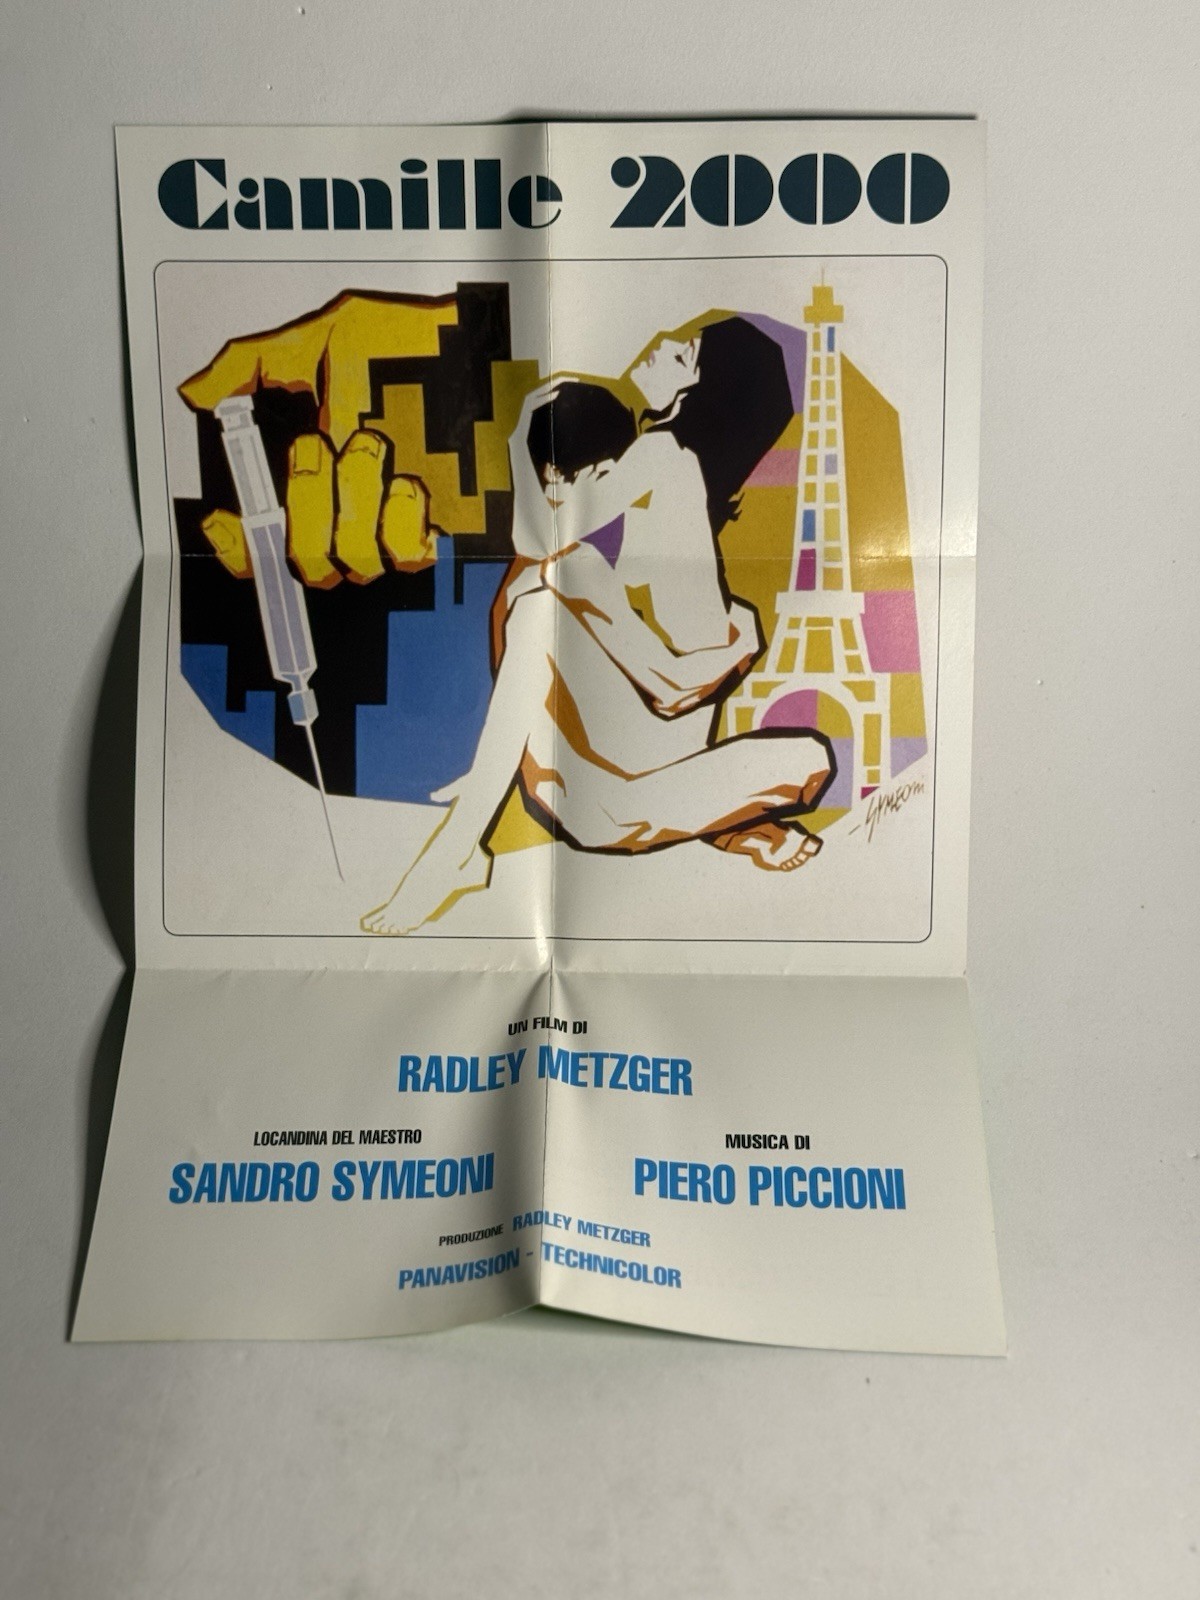 Camille 2000
SYMEONI
UN FILM DI
RADLEY METZGER
LOCANDINA DEL MAESTRO
SANDRO SYMEONI
MUSICA DI
PIERO PICCIONI
PRODUZIONE RADLEY METZGER
PANAVISION - TECHNICOLOR